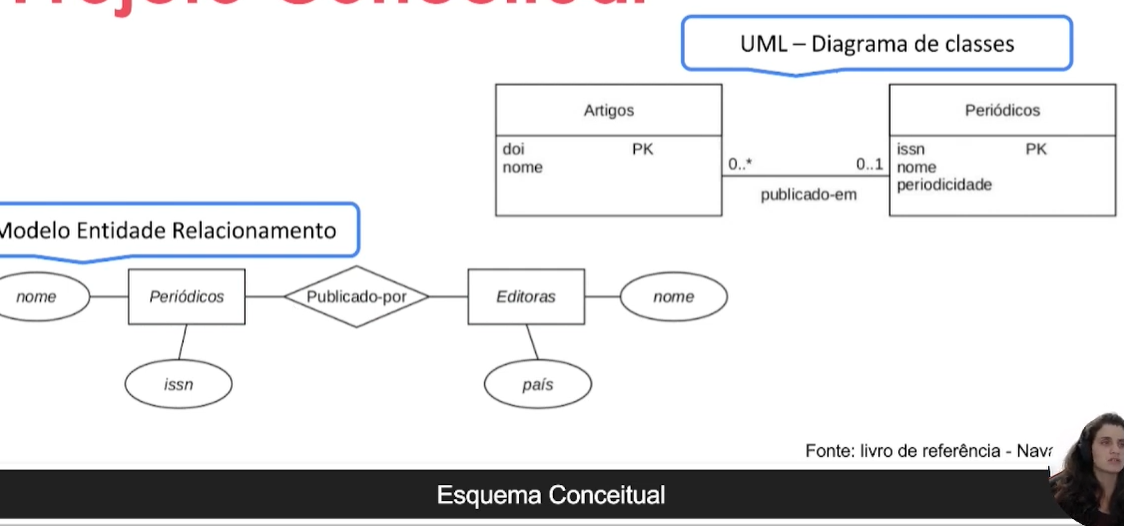 UML – Diagrama de classes
Artigos
doi PK
nome
0..* 0..1
publicado-em
Periódicos
issn PK
nome
periodicidade
Modelo Entidade Relacionamento
nome
Periódicos
Publicado-por
Editoras
nome
issn
país
Fonte: livro de referência -
Esquema Conceitual